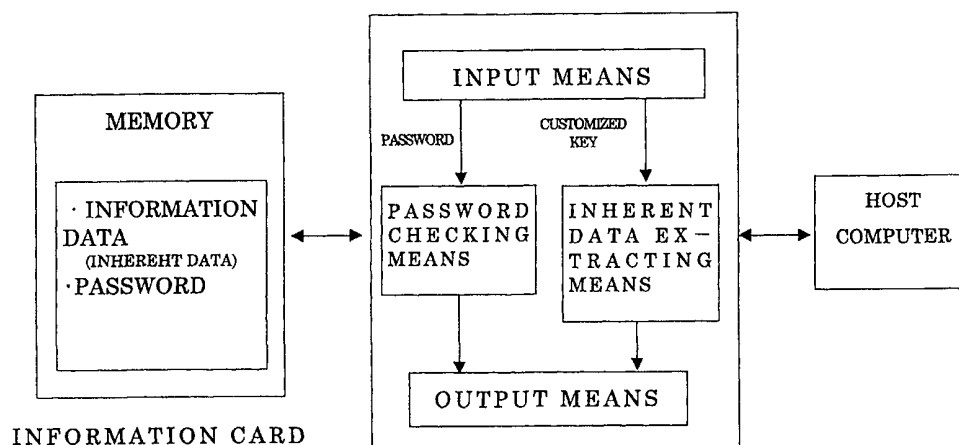 MEMORY
· INFORMATION
DATA
(INHEREHT DATA)
·PASSWORD
INFORMATION CARD
INPUT MEANS
PASSWORD
CUSTOMIZED
KEY
PASSWORD
CHECKING
MEANS
INHERENT
DATA EX-
TRACTING
MEANS
OUTPUT MEANS
HOST
COMPUTER